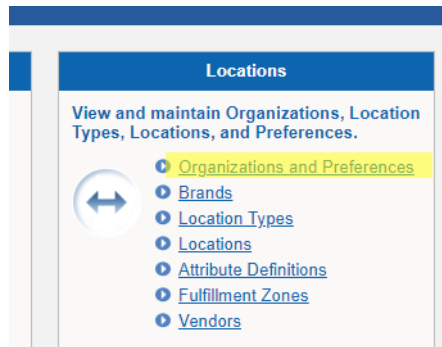 Locations
View and maintain Organizations, Location
Types, Locations, and Preferences.
Organizations and Preferences
Brands
Location Types
Locations
Attribute Definitions
Fulfillment Zones
Vendors